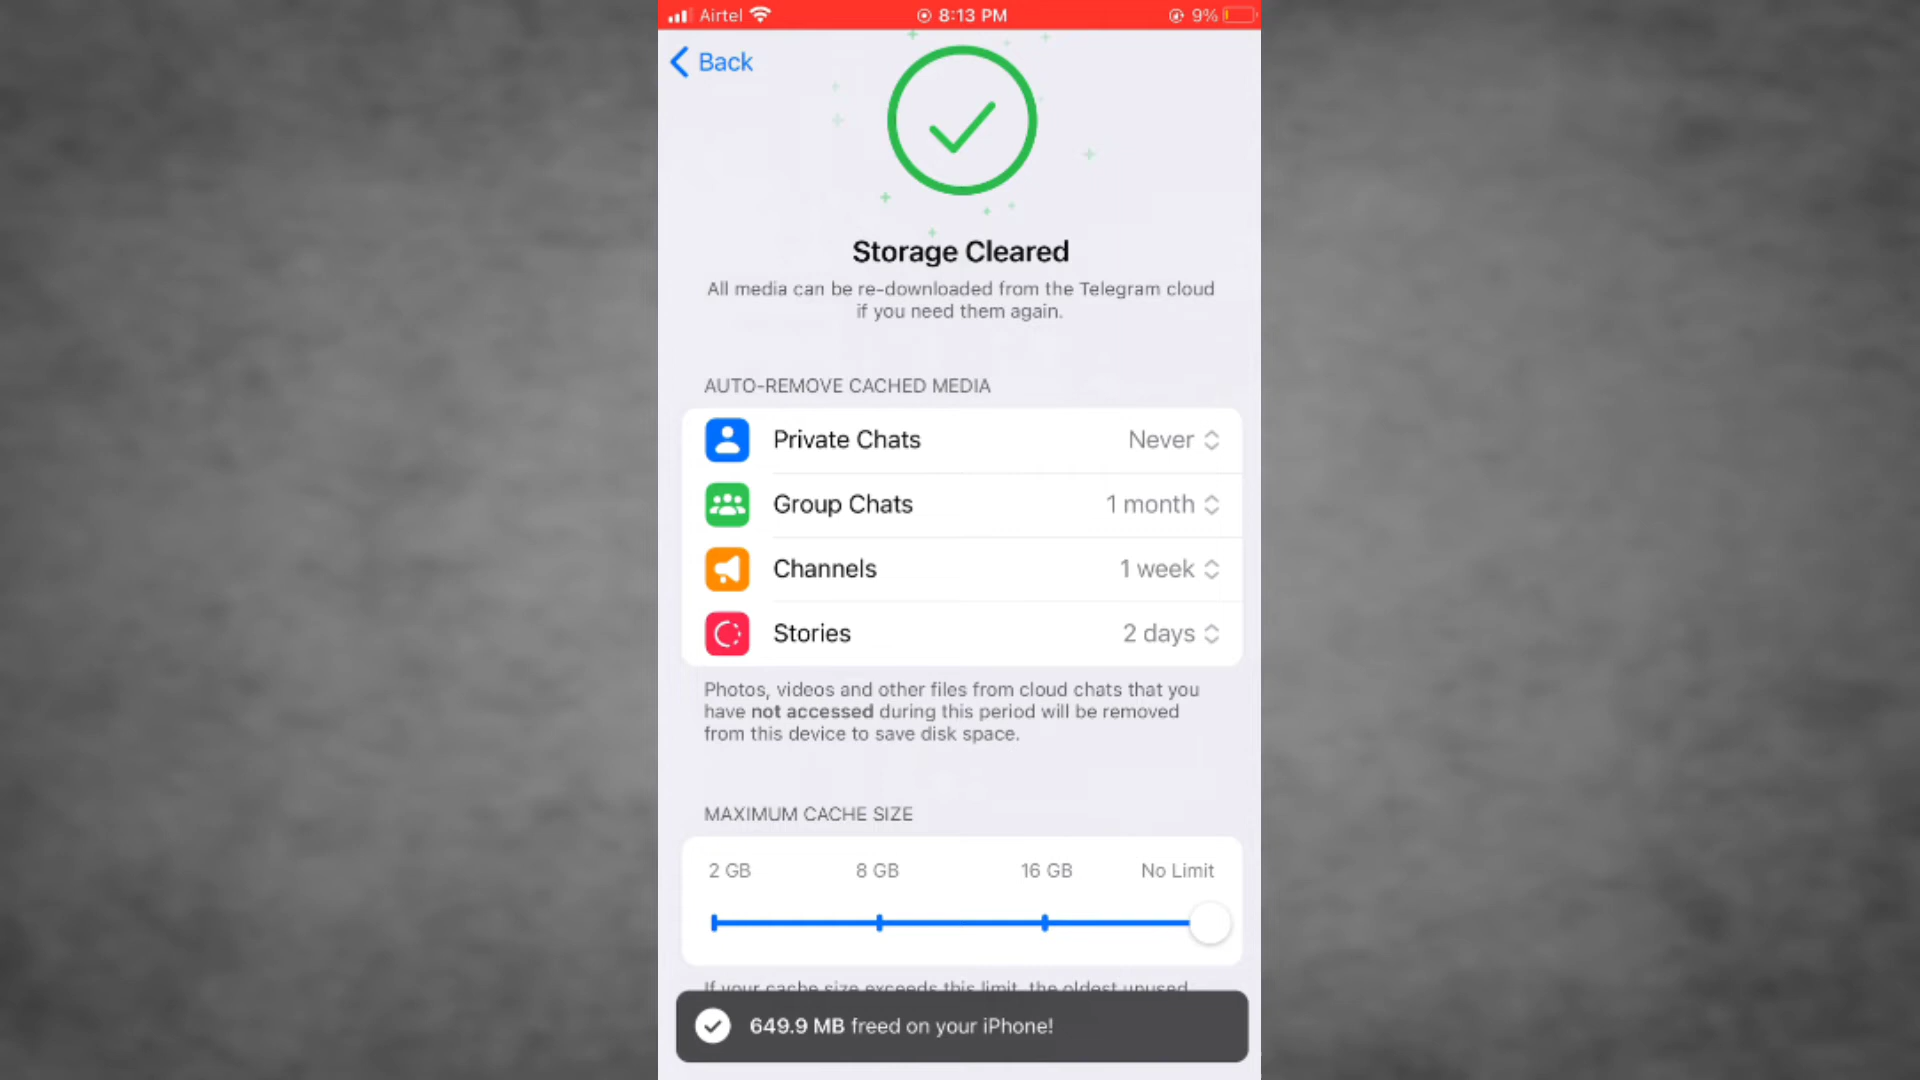 Airtel 8:13 PM 9%
Back
Storage Cleared
All media can be re-downloaded from the Telegram cloud
if you need them again.
AUTO-REMOVE CACHED MEDIA
Private Chats Never
Group Chats 1 month
Channels 1 week
Stories 2 days
Photos, videos and other files from cloud chats that you
have not accessed during this period will be removed
from this device to save disk space.
MAXIMUM CACHE SIZE
2 GB 8 GB 16 GB No Limit
If your cache size exceeds this limit, the oldest unused
649.9 MB freed on your iPhone!